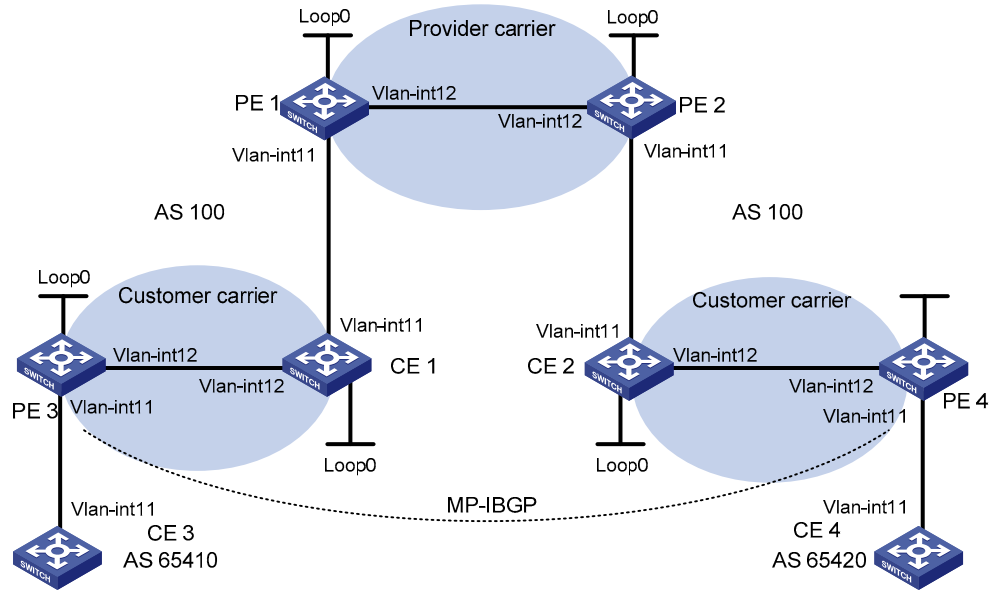 Loop0
Loop0
Provider carrier
PE 1
Vlan-int12
Vlan-int12
PE 2
SWITCH
SWITCH
Vlan-int11
Vlan-int11
AS 100
AS 100
Loop0
Customer carrier
Customer carrier
Vlan-int11
Vlan-int11
SWITCH
Vlan-int12
Vlan-int12
SWITCH
CE 1
CE 2
SWITCH
Vlan-int12
Vlan-int12
SWITCH
PE 3
Vlan-int11
Vlan-int11
PE 4
Loop0
Loop0
MP-IBGP
Vlan-int11
Vlan-int11
CE 3
AS 65410
SWITCH
CE 4
AS 65420
SWITCH